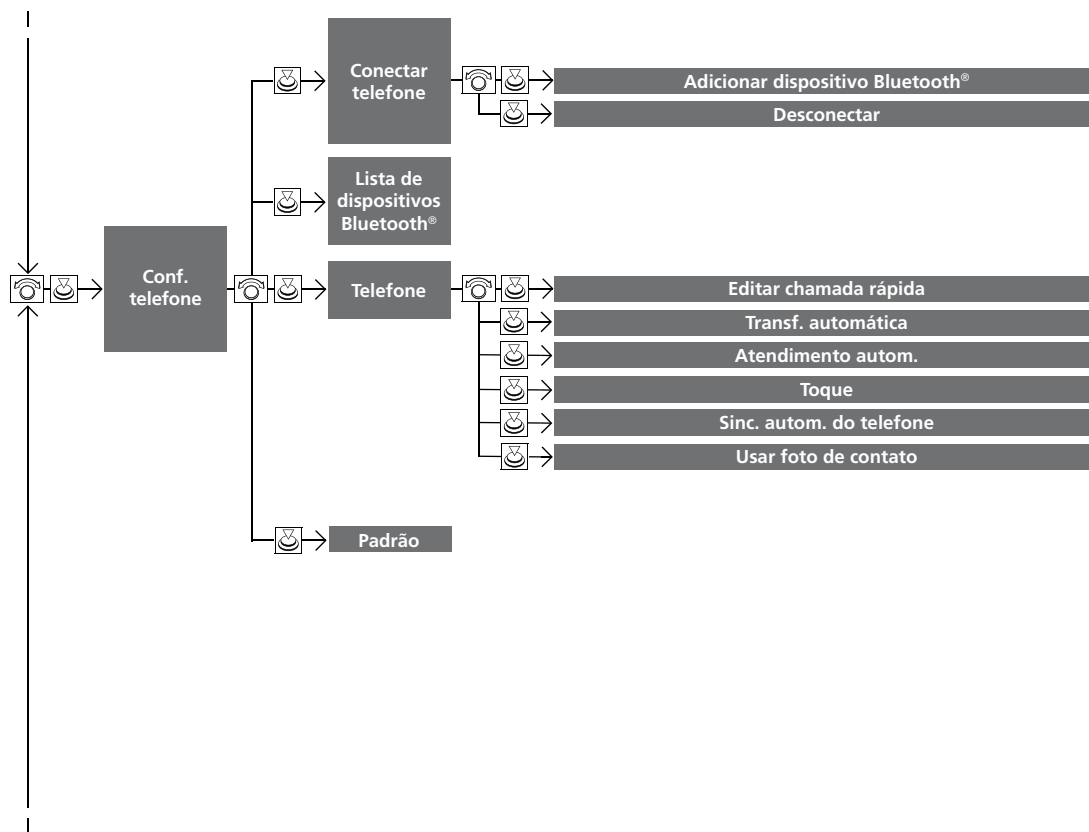 Conectar
telefone
Adicionar dispositivo Bluetooth®
Desconectar
Lista de
dispositivos
Bluetooth®
Conf.
telefone
Telefone
Editar chamada rápida
Transf. automática
Atendimento autom.
Toque
Sinc. autom. do telefone
Usar foto de contato
Padrão